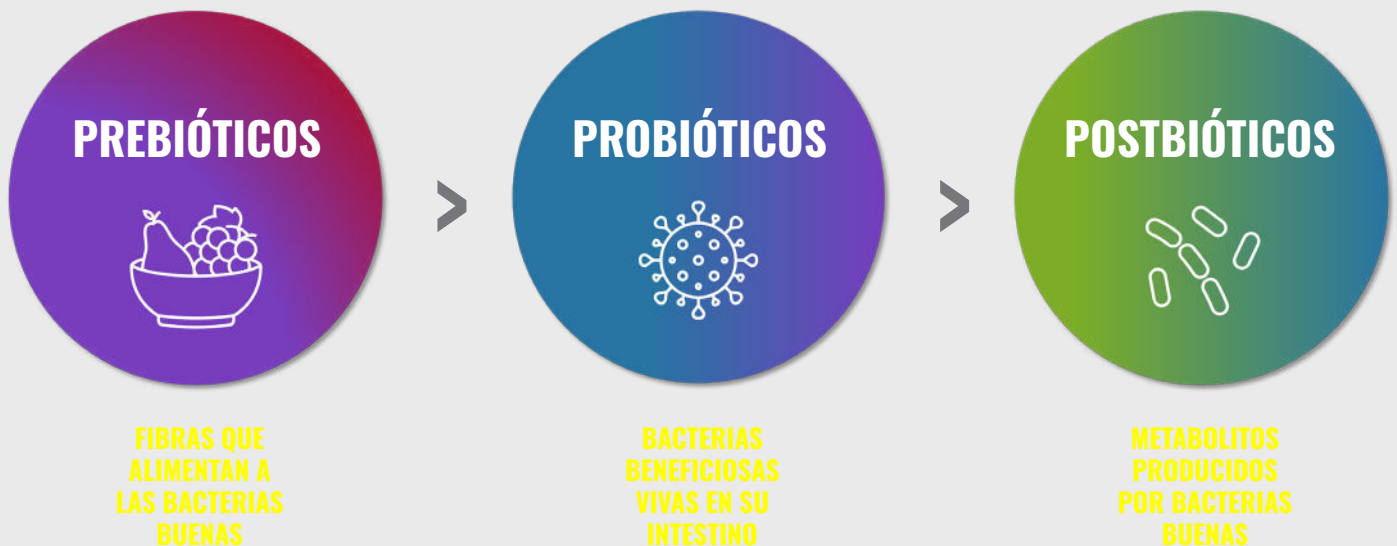 PREBIÓTICOS
>
PROBIÓTICOS
>
POSTBIÓTICOS
FIBRAS QUE
ALIMENTAN A
LAS BACTERIAS
BUENAS
BACTERIAS
BENEFICIOSAS
VIVAS EN SU
INTESTINO
METABOLITOS
PRODUCIDOS
POR BACTERIAS
BUENAS